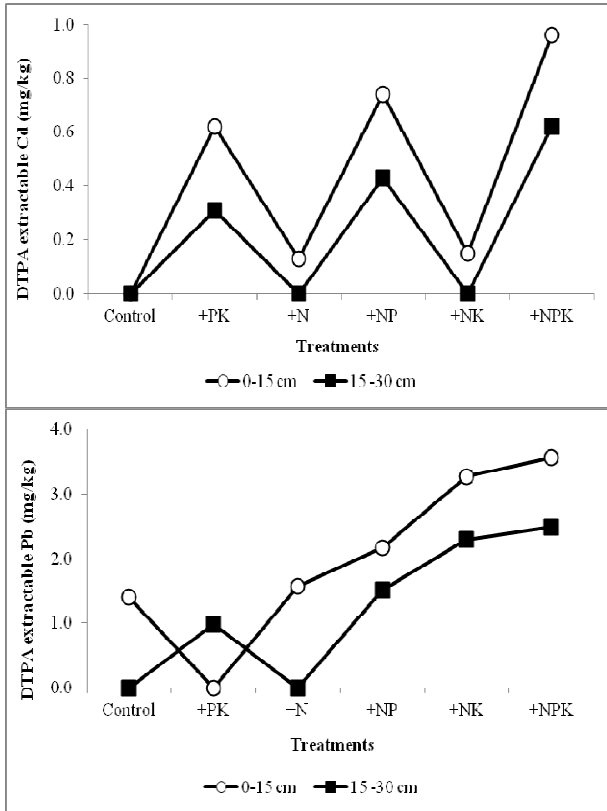 DTPA extractable Cd (mg/kg)
1.0
0.8
0.6
0.4
0.2
0.0
Control +PK +N +NP +NK +NPK
Treatments
0-15 cm 15-30 cm
DTPA extractable Pb (mg/kg)
4.0
3.0
2.0
1.0
0.0
Control +PK +N +NP +NK +NPK
Treatments
0-15 cm 15-30 cm